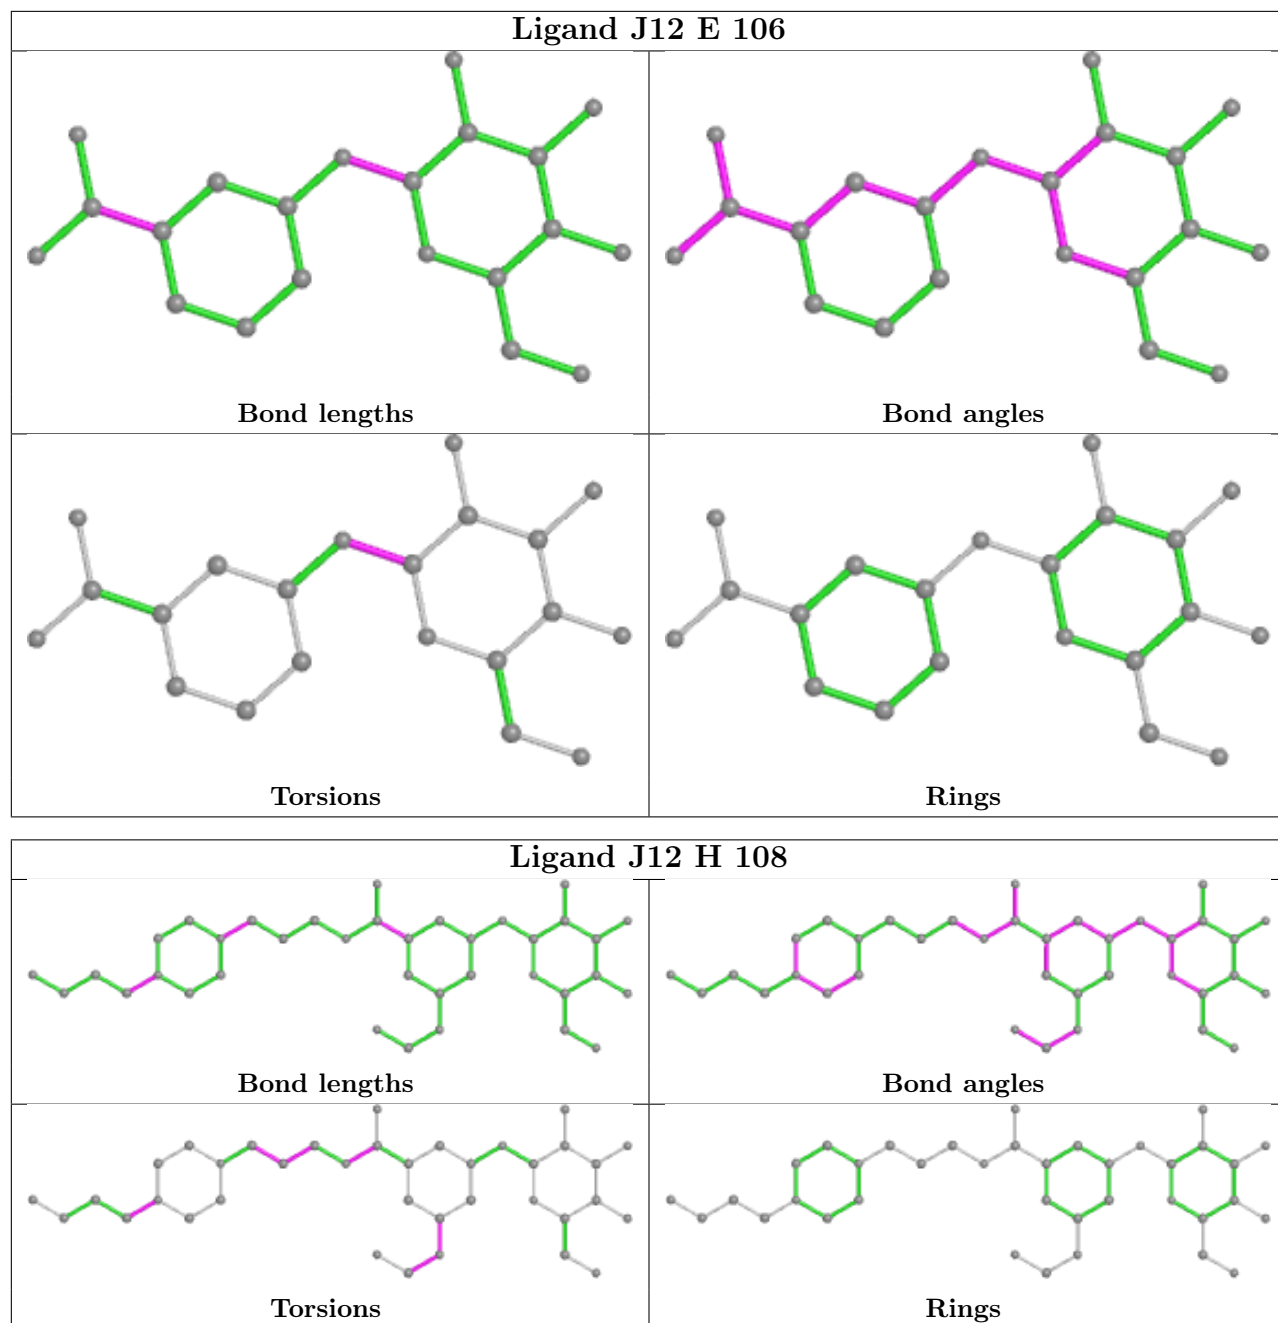 Ligand J12 E 106
Bond lengths
Bond angles
Torsions
Rings
Ligand J12 H 108
Bond lengths
Bond angles
Torsions
Rings